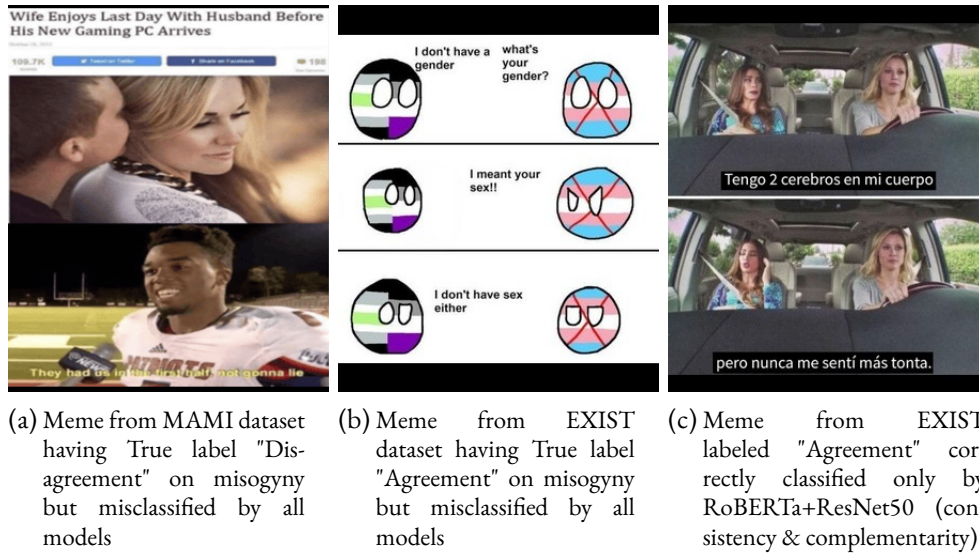 Wife Enjoys Last Day With Husband Before
His New Gaming PC Arrives
109.7K
Share on Facebook
198
They had us in the first half, not gonna lie
I don't have a
gender
what's
your
gender?
I meant your
sex!!
I don't have sex
either
Tengo 2 cerebros en mi cuerpo
pero nunca me sentí más tonta.
(a) Meme from MAMI dataset
having True label "Dis-
agreement" on misogyny
but misclassified by all
models
(b) Meme from EXIST
dataset having True label
"Agreement" on misogyny
but misclassified by all
models
(c) Meme from EXIST
labeled "Agreement" cor-
rectly classified only by
RoBERTa+ResNet50 (con-
sistency & complementarity)